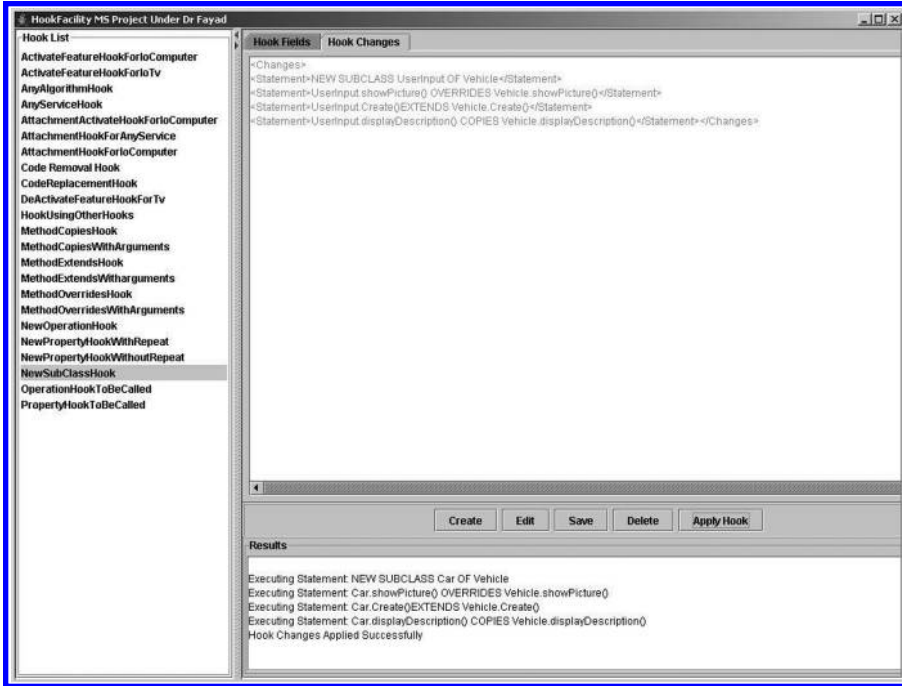 HookFacility MS Project Under Dr Fayad
Hook List
ActivateFeatureHookForIoComputer
ActivateFeatureHookForIoTv
AnyAlgorithmHook
AnyServiceHook
AttachmentActivateHookForIoComputer
AttachmentHookForAnyService
AttachmentHookForIoComputer
Code Removal Hook
CodeReplacementHook
DeActivateFeatureHookForTv
HookUsingOtherHooks
MethodCopiesHook
MethodCopiesWithArguments
MethodExtendsHook
MethodExtendsWitharguments
MethodOverridesHook
MethodOverridesWithArguments
NewOperationHook
NewPropertyHookWithRepeat
NewPropertyHookWithoutRepeat
NewSubClassHook
OperationHookToBeCalled
PropertyHookToBeCalled
Hook Fields Hook Changes
<Changes>
<Statement>NEW SUBCLASS UserInput OF Vehicle</Statement>
<Statement>UserInput.showPicture() OVERRIDES Vehicle.showPicture()</Statement>
<Statement>UserInput.Create()EXTENDS Vehicle.Create()</Statement>
<Statement>UserInput.displayDescription() COPIES Vehicle.displayDescription()</Statement></Changes>
Create Edit Save Delete Apply Hook
Results
Executing Statement: NEW SUBCLASS Car OF Vehicle
Executing Statement: Car.showPicture() OVERRIDES Vehicle.showPicture()
Executing Statement: Car.Create()EXTENDS Vehicle.Create()
Executing Statement: Car.displayDescription() COPIES Vehicle.displayDescription()
Hook Changes Applied Successfully